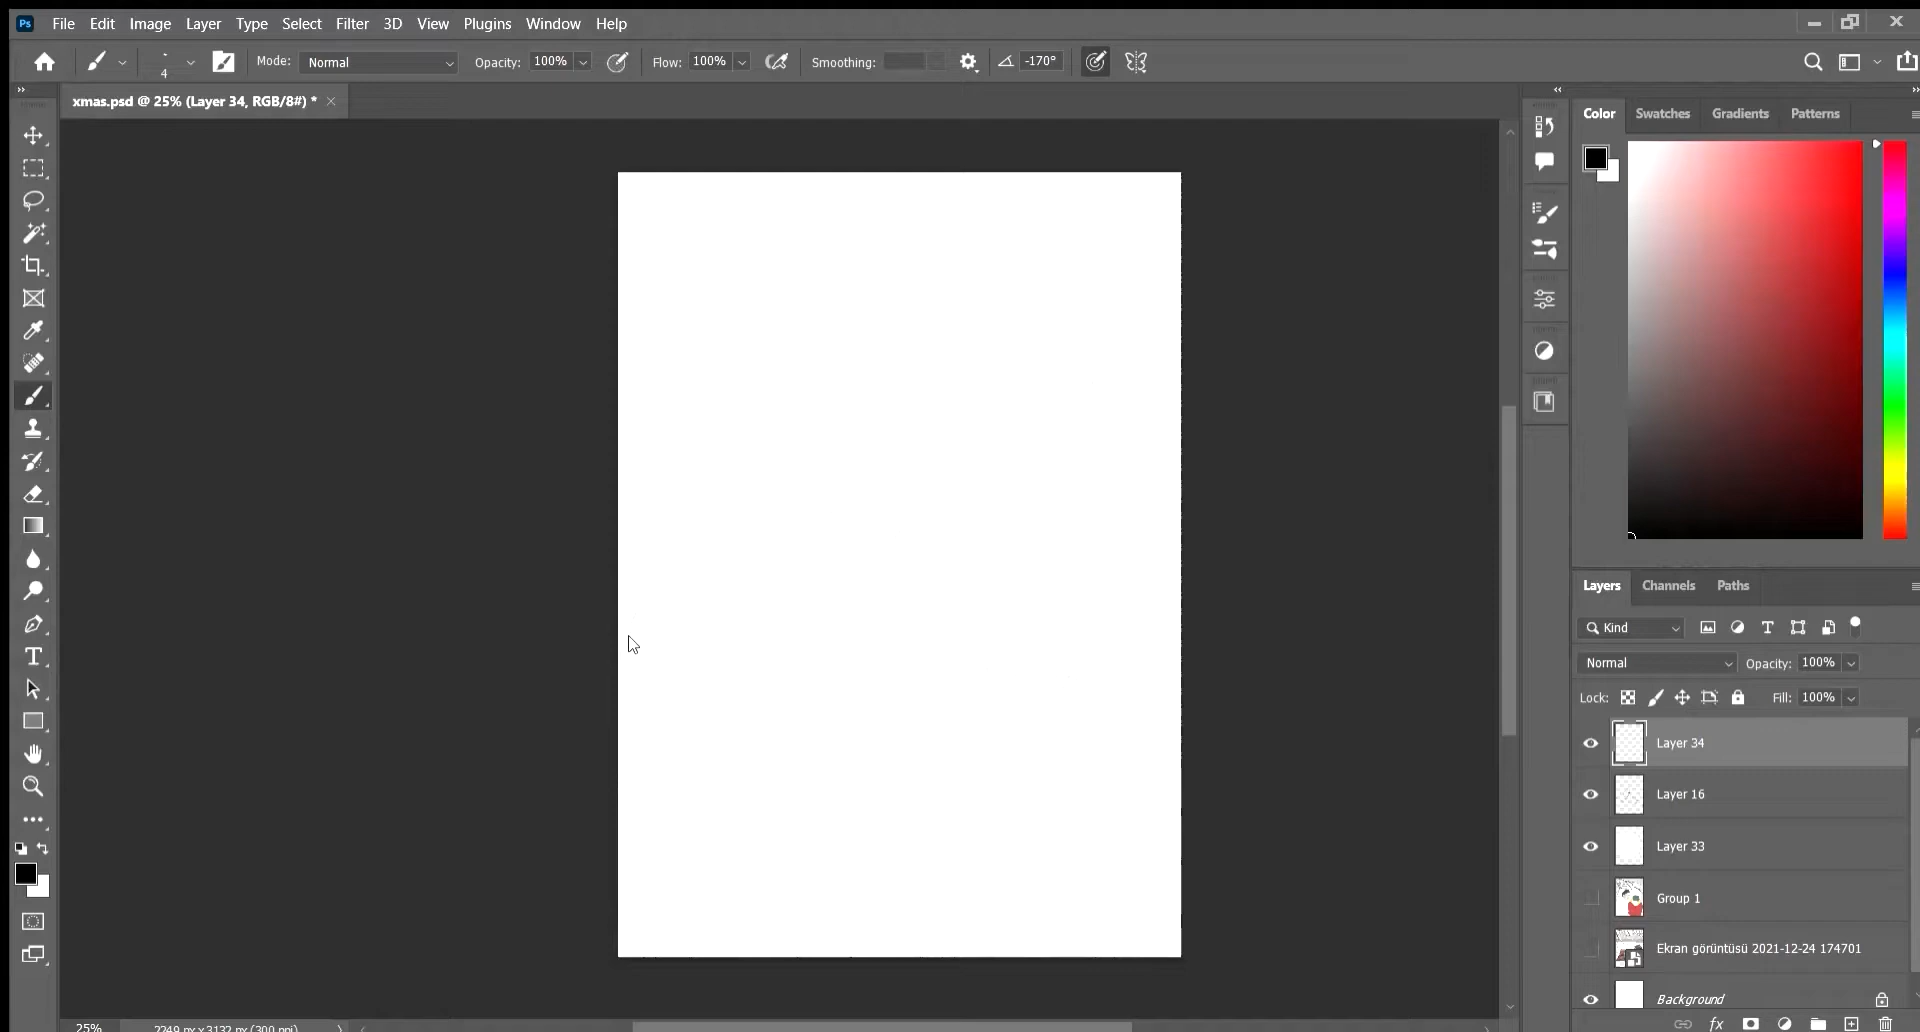 Ps File Edit Image Layer Type Select Filter 3D View Plugins Window Help
4 Mode: Normal Opacity: 100% Flow: 100% Smoothing: -170°
xmas.psd @ 25% (Layer 34, RGB/8#) *
Color Swatches Gradients Patterns
Layers Channels Paths
Kind
Normal Opacity: 100%
Lock: Fill: 100%
Layer 34
Layer 16
Layer 33
Group 1
Ekran görüntüsü 2021-12-24 174701
Background
fx
25% 2249 px x 3132 px (300 ppi)